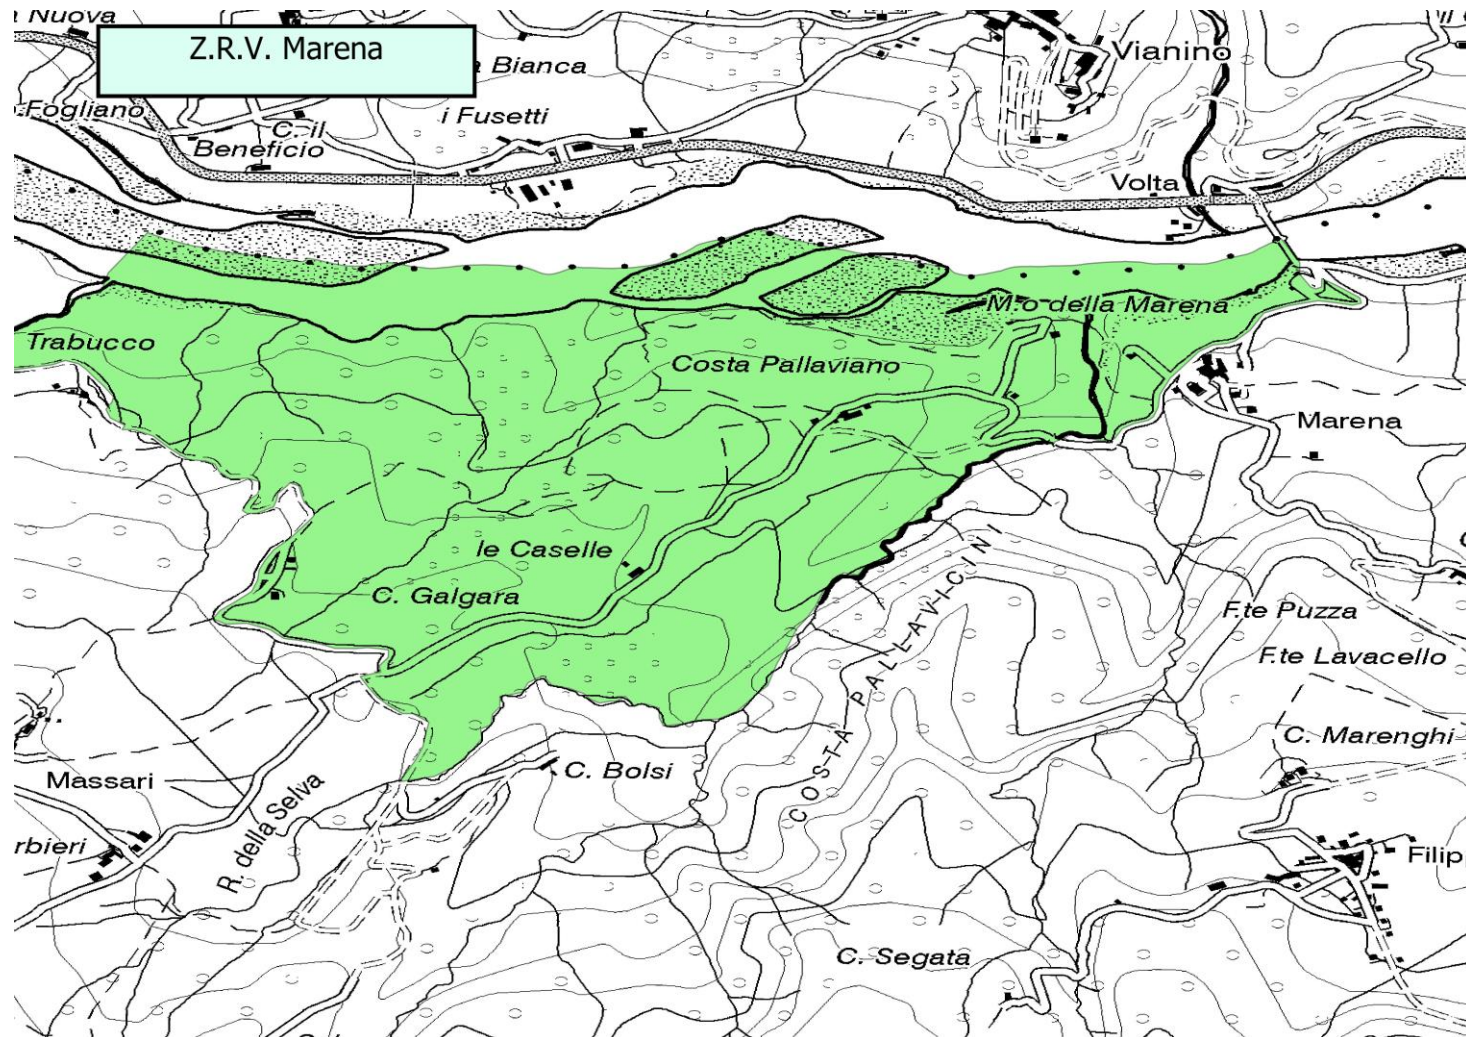 a Nuova
Z.R.V. Marena
a Bianca
Vianino
o.Fogliano
i Fusetti
C. il
Beneficio
Volta
M.o della Marena
Trabucco
Costa Pallaviano
Marena
le Caselle
C. Galgara
F.te Puzza
COSTA PALLAVICINI
F.te Lavacello
C. Marenghi
Massari
C. Bolsi
R. della Selva
rbieri
Filipp
C. Segata